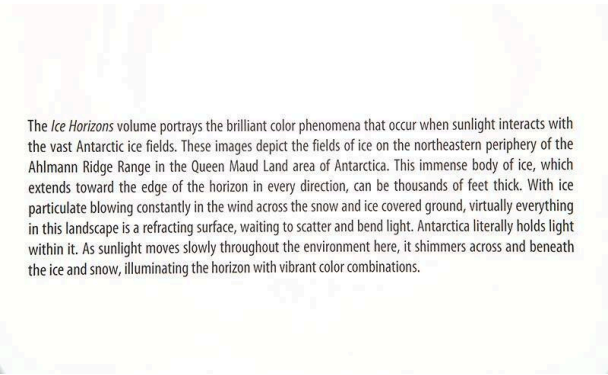 The Ice Horizons volume portrays the brilliant color phenomena that occur when sunlight interacts with
the vast Antarctic ice fields. These images depict the fields of ice on the northeastern periphery of the
Ahlmann Ridge Range in the Queen Maud Land area of Antarctica. This immense body of ice, which
extends toward the edge of the horizon in every direction, can be thousands of feet thick. With ice
particulate blowing constantly in the wind across the snow and ice covered ground, virtually everything
in this landscape is a refracting surface, waiting to scatter and bend light. Antarctica literally holds light
within it. As sunlight moves slowly throughout the environment here, it shimmers across and beneath
the ice and snow, illuminating the horizon with vibrant color combinations.